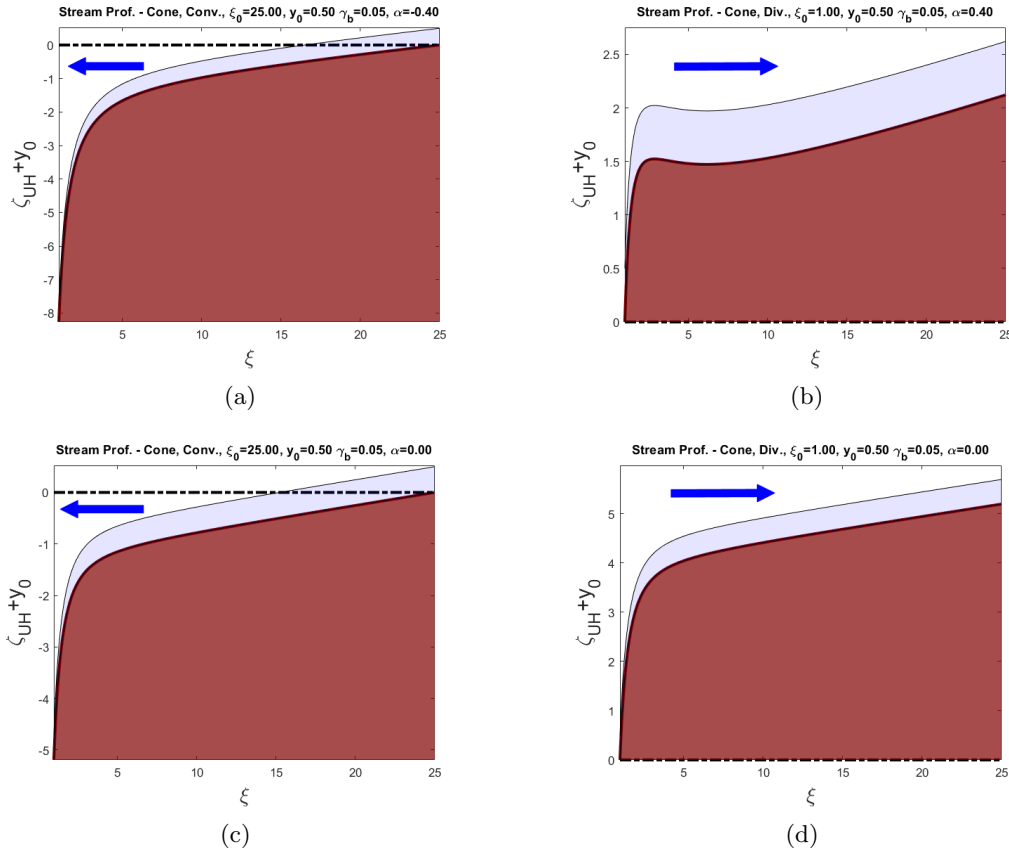 Stream Prof. - Cone, Conv., ξ0=25.00, y0=0.50 γb=0.05, α=-0.40
0
-1
-2
-3
-4
-5
-6
-7
-8
ζUH+y0
5 10 15 20 25
ξ
(a)
Stream Prof. - Cone, Div., ξ0=1.00, y0=0.50 γb=0.05, α=0.40
2.5
2
1.5
1
0.5
0
ζUH+y0
5 10 15 20 25
ξ
(b)
Stream Prof. - Cone, Conv., ξ0=25.00, y0=0.50 γb=0.05, α=0.00
0
-1
-2
-3
-4
-5
ζUH+y0
5 10 15 20 25
ξ
(c)
Stream Prof. - Cone, Div., ξ0=1.00, y0=0.50 γb=0.05, α=0.00
5
4
3
2
1
0
ζUH+y0
5 10 15 20 25
ξ
(d)